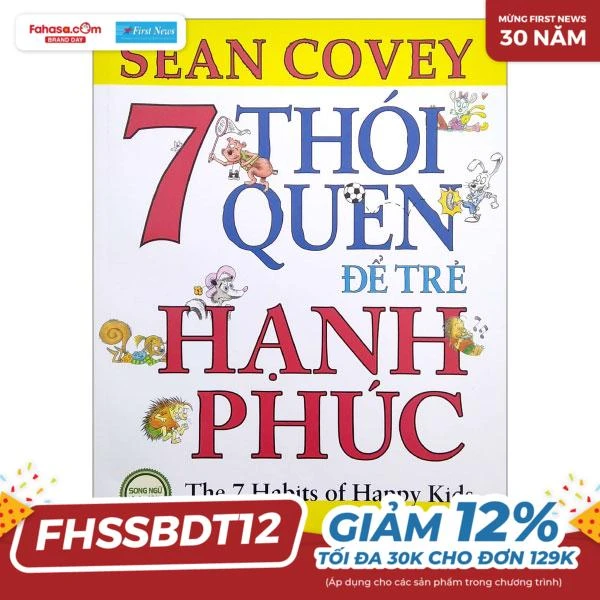 Fahasa.com
BRAND DAY
First News
MỪNG FIRST NEWS
30 NĂM
SEAN COVEY
7 THÓI
QUEN
ĐỂ TRẺ
HẠNH
PHÚC
SONG NGỮ
The 7 Habits of Happy Kids
FHSSBDT12
GIẢM 12%
TỐI ĐA 30K CHO ĐƠN 129K
(Áp dụng cho các sản phẩm trong chương trình)